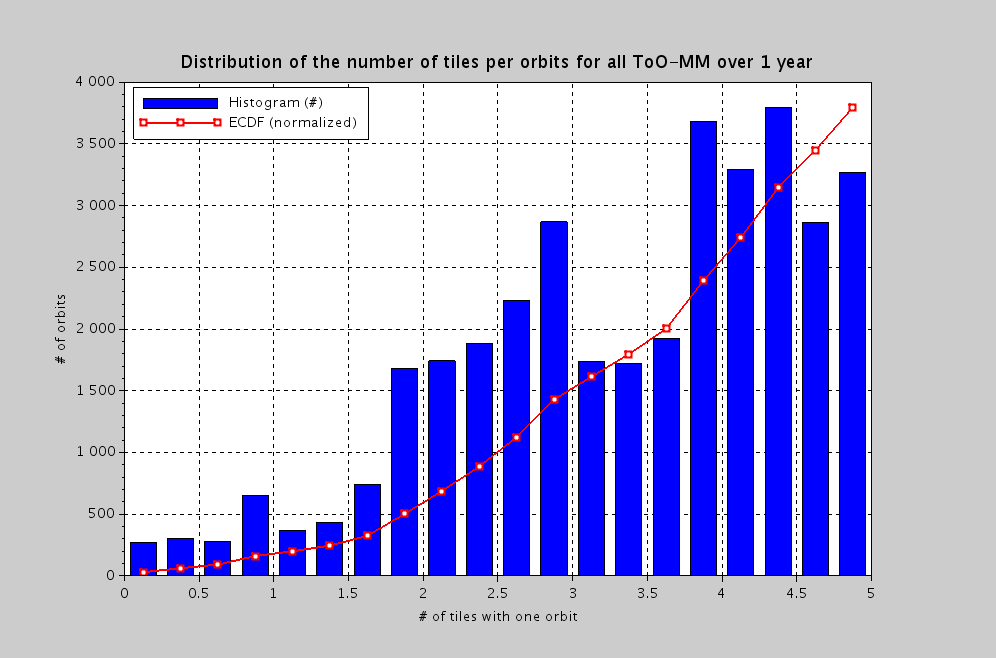 Distribution of the number of tiles per orbits for all ToO-MM over 1 year
4 000
3 500
3 000
2 500
2 000
1 500
1 000
500
0
# of orbits
Histogram (#)
ECDF (normalized)
0 0.5 1 1.5 2 2.5 3 3.5 4 4.5 5
# of tiles with one orbit